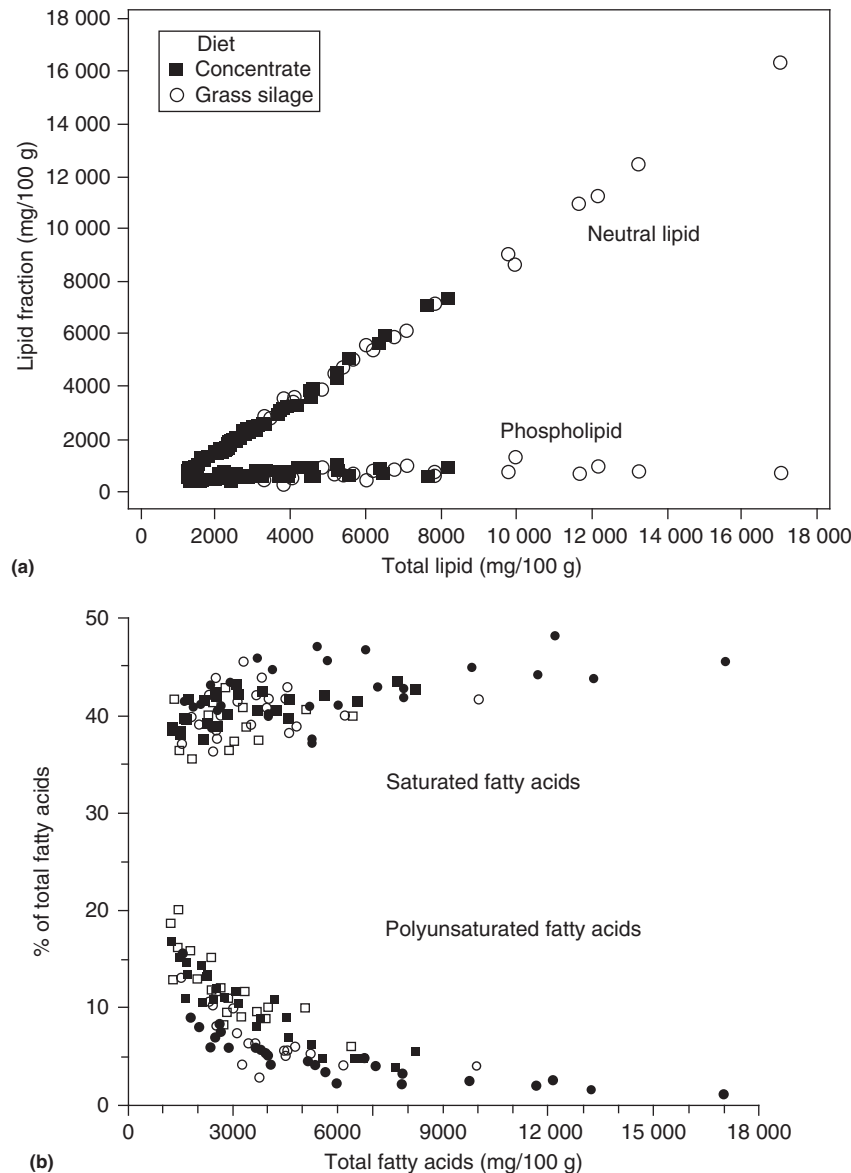 18 000
16 000
14 000
12 000
10 000
8000
6000
4000
2000
0
Lipid fraction (mg/100 g)
Diet
Concentrate
Grass silage
Neutral lipid
Phospholipid
0 2000 4000 6000 8000 10 000 12 000 14 000 16 000 18 000
Total lipid (mg/100 g)
(a)
50
40
30
20
10
0
% of total fatty acids
Saturated fatty acids
Polyunsaturated fatty acids
0 3000 6000 9000 12 000 15 000 18 000
Total fatty acids (mg/100 g)
(b)